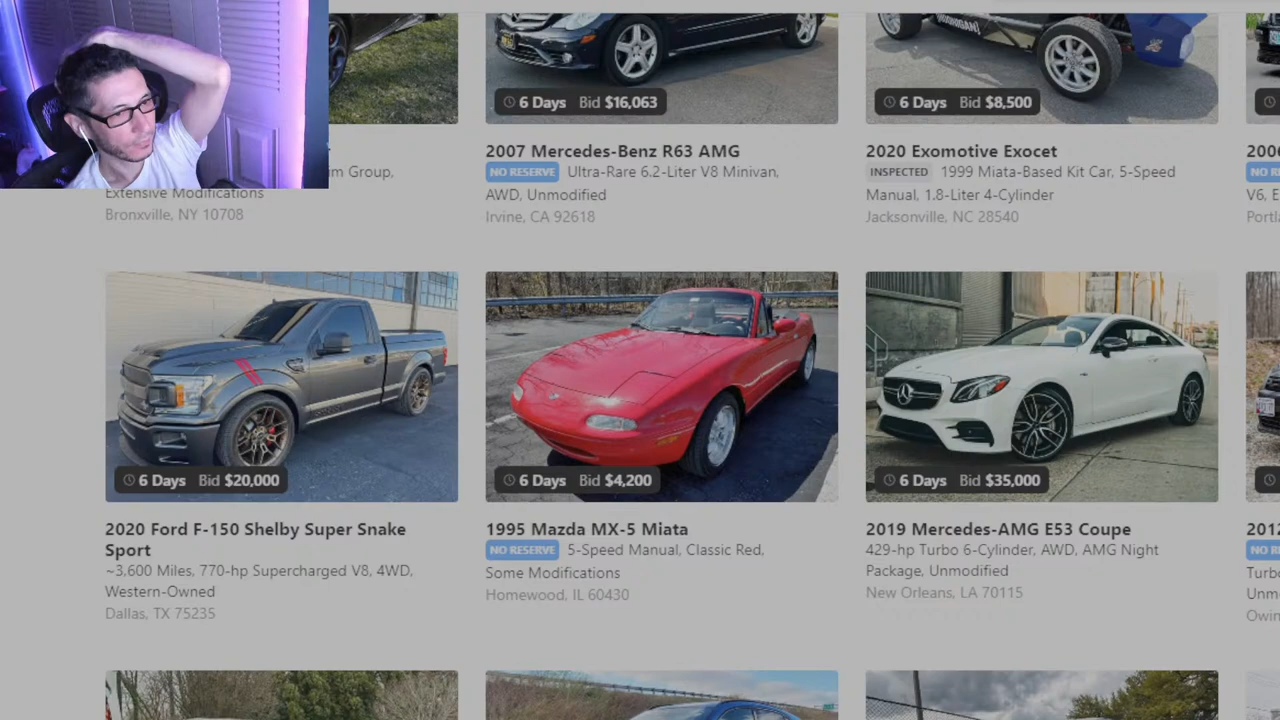 HOONIGAN
6 Days Bid $16,063
6 Days Bid $8,500
2007 Mercedes-Benz R63 AMG
2020 Exomotive Exocet
2006
Group,
NO RESERVE Ultra-Rare 6.2-Liter V8 Minivan,
INSPECTED 1999 Miata-Based Kit Car, 5-Speed
Extensive Modifications
AWD, Unmodified
Manual, 1.8-Liter 4-Cylinder
V6,
Bronxville, NY 10708
Irvine, CA 92618
Jacksonville, NC 28540
6 Days Bid $20,000
6 Days Bid $4,200
6 Days Bid $35,000
2020 Ford F-150 Shelby Super Snake
Sport
1995 Mazda MX-5 Miata
2019 Mercedes-AMG E53 Coupe
2012
~3,600 Miles, 770-hp Supercharged V8, 4WD,
Western-Owned
NO RESERVE 5-Speed Manual, Classic Red,
Some Modifications
429-hp Turbo 6-Cylinder, AWD, AMG Night
Package, Unmodified
Dallas, TX 75235
Homewood, IL 60430
New Orleans, LA 70115